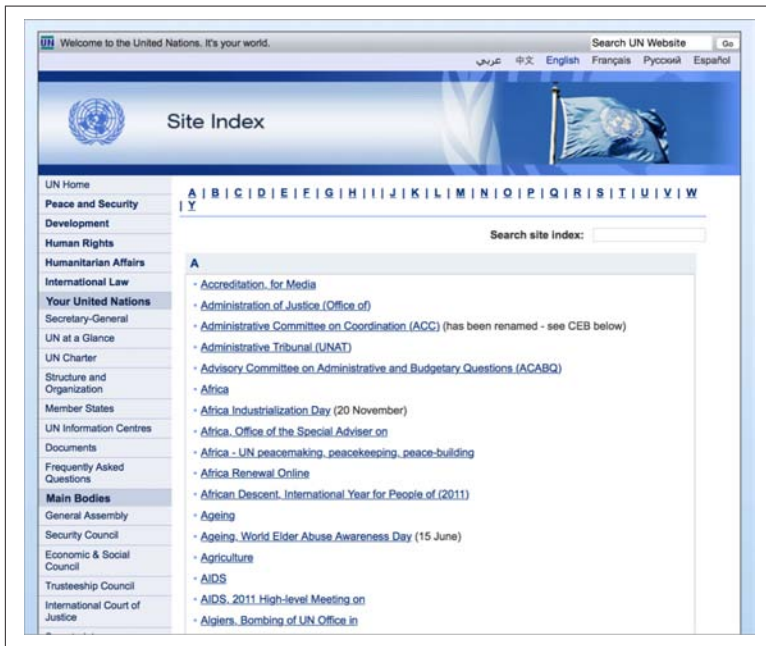 UN Welcome to the United Nations. It's your world.
Search UN Website Go
عربي 中文 English Français Русский Español
Site Index
UN Home
Peace and Security
Development
Human Rights
Humanitarian Affairs
International Law
Your United Nations
Secretary-General
UN at a Glance
UN Charter
Structure and
Organization
Member States
UN Information Centres
Documents
Frequently Asked
Questions
Main Bodies
General Assembly
Security Council
Economic & Social
Council
Trusteeship Council
International Court of
Justice
A | B | C | D | E | F | G | H | I | J | K | L | M | N | O | P | Q | R | S | T | U | V | W
| Y
Search site index:
A
Accreditation, for Media
Administration of Justice (Office of)
Administrative Committee on Coordination (ACC) (has been renamed - see CEB below)
Administrative Tribunal (UNAT)
Advisory Committee on Administrative and Budgetary Questions (ACABQ)
Africa
Africa Industrialization Day (20 November)
Africa, Office of the Special Adviser on
Africa - UN peacemaking, peacekeeping, peace-building
Africa Renewal Online
African Descent, International Year for People of (2011)
Ageing
Ageing, World Elder Abuse Awareness Day (15 June)
Agriculture
AIDS
AIDS, 2011 High-level Meeting on
Algiers, Bombing of UN Office in